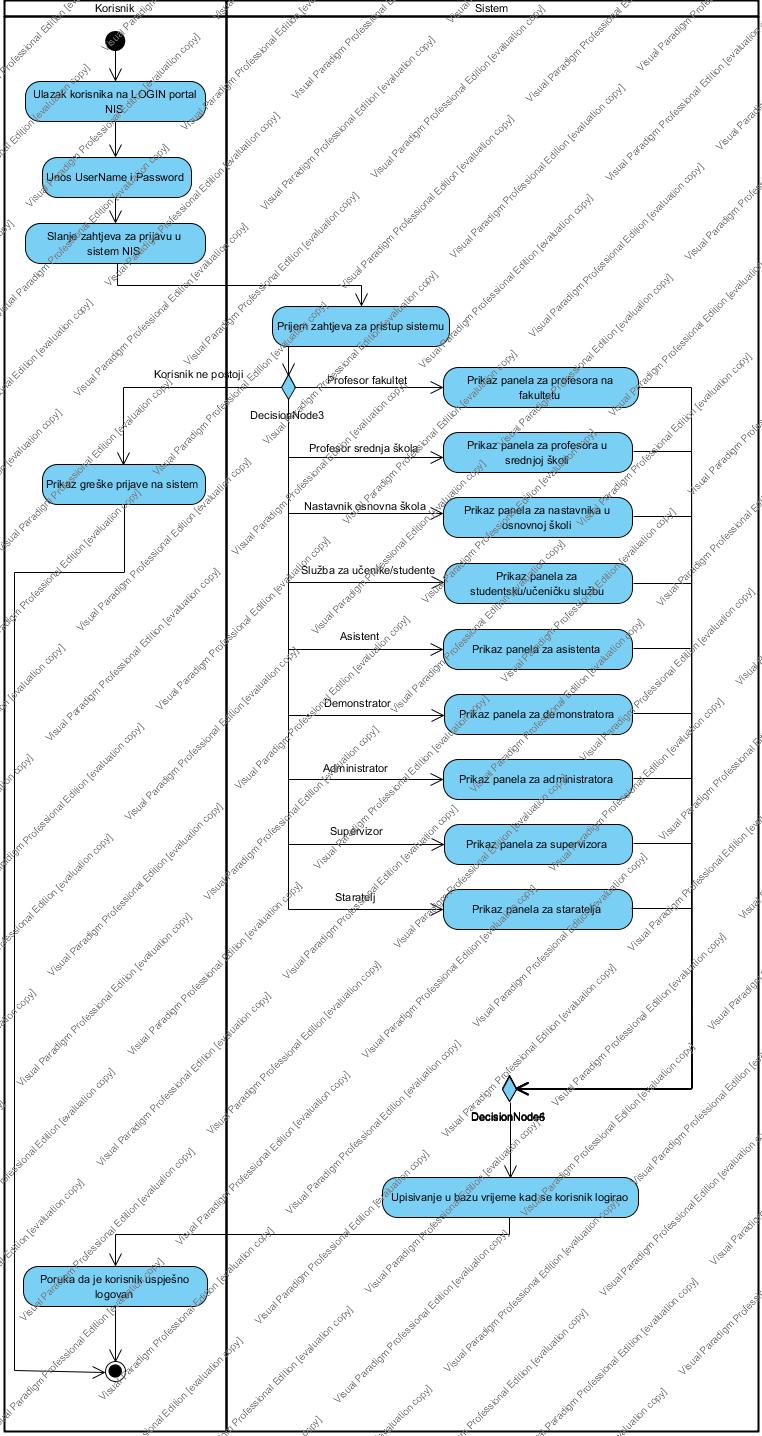 Korisnik
Sistem
Ulazak korisnika na LOGIN portal
NIS
Unos UserName i Password
Slanje zahtjeva za prijavu u
sistem NIS
Prijem zahtjeva za pristup sistemu
Korisnik ne postoji
Profesor fakultet
Prikaz panela za profesora na
fakultetu
DecisionNode3
Profesor srednja škola
Prikaz panela za profesora u
srednjoj školi
Prikaz greške prijave na sistem
Nastavnik osnovna škola
Prikaz panela za nastavnika u
osnovnoj školi
Služba za učenike/studente
Prikaz panela za
studentsku/učeničku službu
Asistent
Prikaz panela za asistenta
Demonstrator
Prikaz panela za demonstratora
Administrator
Prikaz panela za administratora
Supervizor
Prikaz panela za supervizora
Staratelj
Prikaz panela za staratelja
Upisivanje u bazu vrijeme kad se korisnik logirao
Poruka da je korisnik uspješno
logovan
Visual Paradigm Professional Edition [evaluation copy]